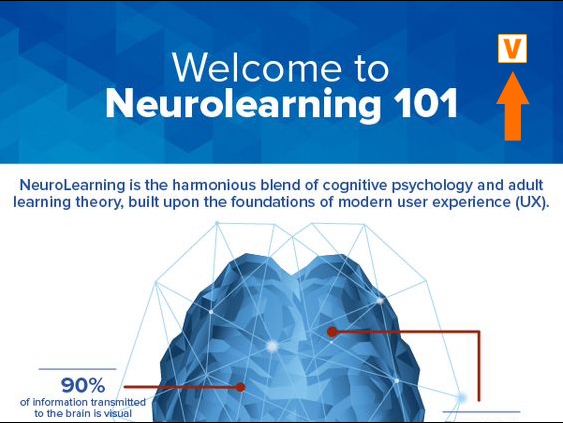 Welcome to
V
Neurolearning 101
NeuroLearning is the harmonious blend of cognitive psychology and adult
learning theory, built upon the foundations of modern user experience (UX).
90%
of information transmitted
to the brain is visual